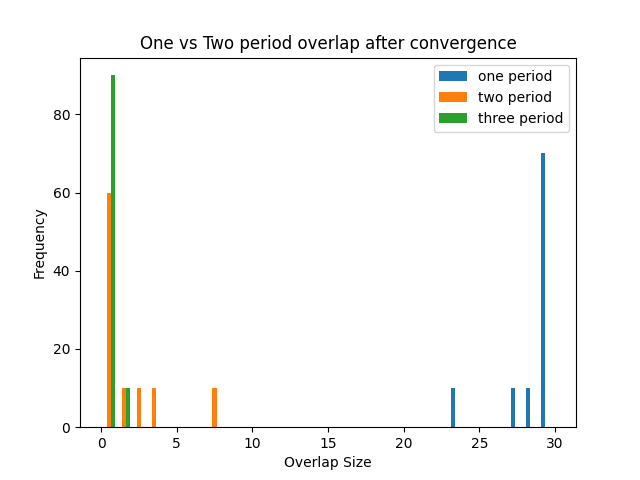 One vs Two period overlap after convergence
one period
two period
three period
80
60
40
20
0
Frequency
0 5 10 15 20 25 30
Overlap Size